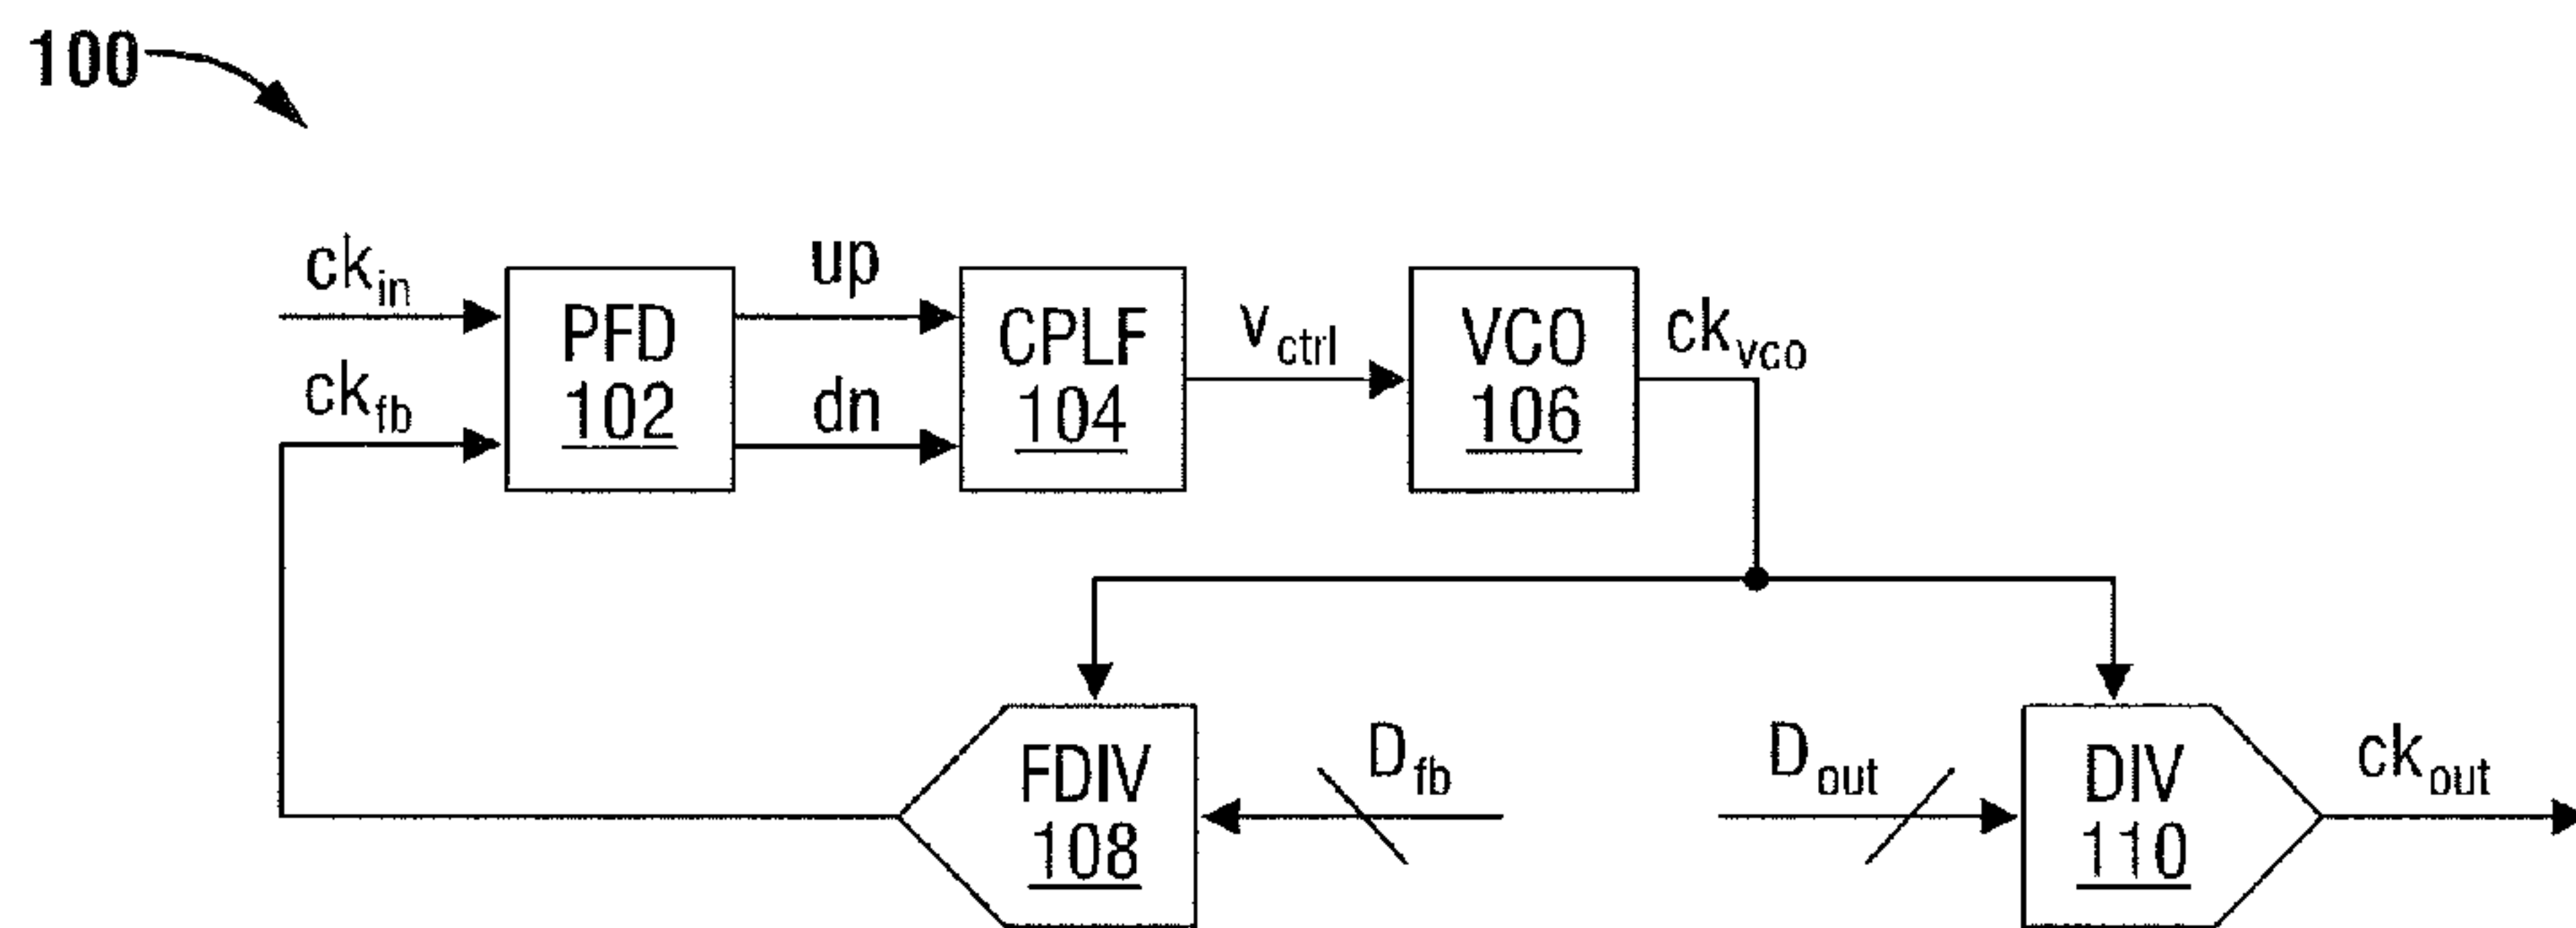 100
ck_in
ck_fb
PFD
102
up
dn
CPLF
104
v_ctrl
VCO
106
ck_vco
FDIV
108
D_fb
D_out
DIV
110
ck_out